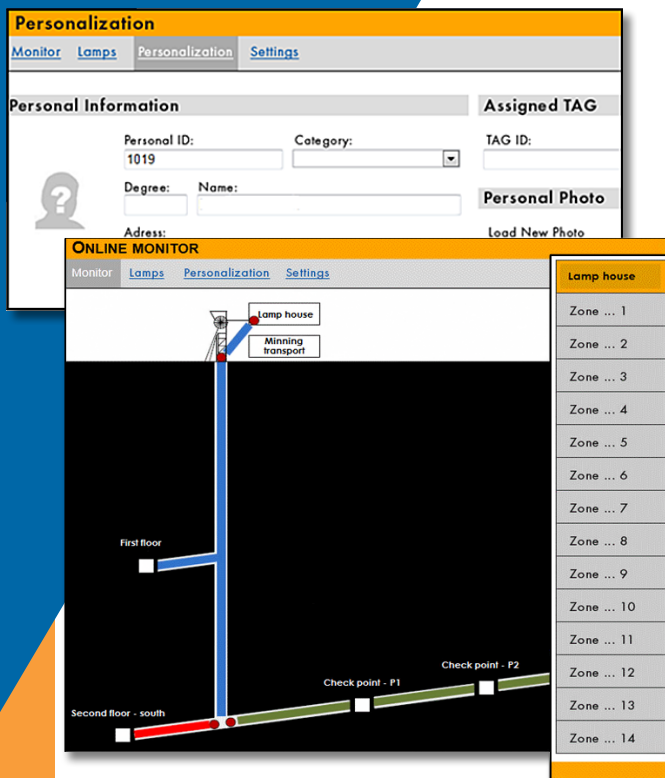 Personalization
Monitor Lamps Personalization Settings
Personal Information
Assigned TAG
Personal ID:
Category:
TAG ID:
1019
Degree:
Name:
Personal Photo
Adress:
Load New Photo
ONLINE MONITOR
Monitor Lamps Personalization Settings
Lamp house
Minning
transport
First floor
Check point - P2
Check point - P1
Second floor - south
Lamp house
Zone ... 1
Zone ... 2
Zone ... 3
Zone ... 4
Zone ... 5
Zone ... 6
Zone ... 7
Zone ... 8
Zone ... 9
Zone ... 10
Zone ... 11
Zone ... 12
Zone ... 13
Zone ... 14